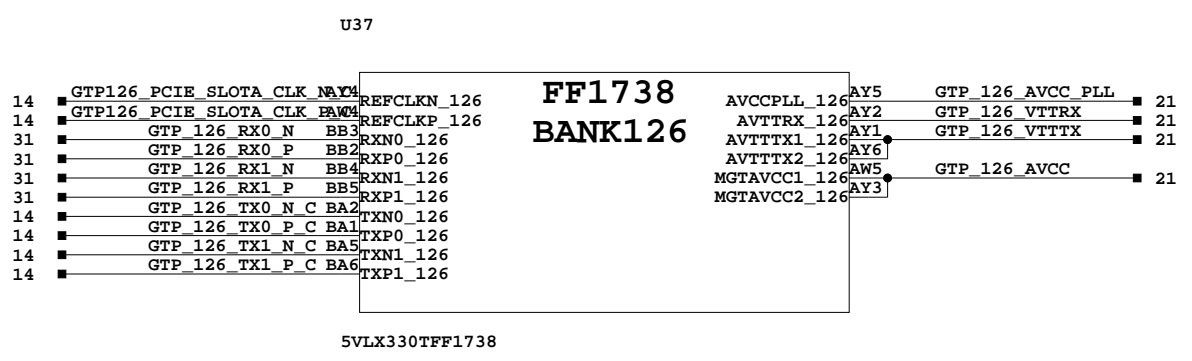 U37
FF1738
BANK126
14 GTP126_PCIE_SLOTA_CLK_N_C AY4 REFCLKN_126
14 GTP126_PCIE_SLOTA_CLK_P_C AW4 REFCLKP_126
31 GTP_126_RX0_N BB3 RXN0_126
31 GTP_126_RX0_P BB2 RXP0_126
31 GTP_126_RX1_N BB4 RXN1_126
31 GTP_126_RX1_P BB5 RXP1_126
14 GTP_126_TX0_N_C BA2 TXN0_126
14 GTP_126_TX0_P_C BA1 TXP0_126
14 GTP_126_TX1_N_C BA5 TXN1_126
14 GTP_126_TX1_P_C BA6 TXP1_126
AVCCPLL_126 AY5 GTP_126_AVCC_PLL 21
AVTTRX_126 AY2 GTP_126_VTTRX 21
AVTTTX1_126 AY1 GTP_126_VTTTX 21
AVTTTX2_126 AY6
MGTAVCC1_126 AW5 GTP_126_AVCC 21
MGTAVCC2_126 AY3
5VLX330TFF1738